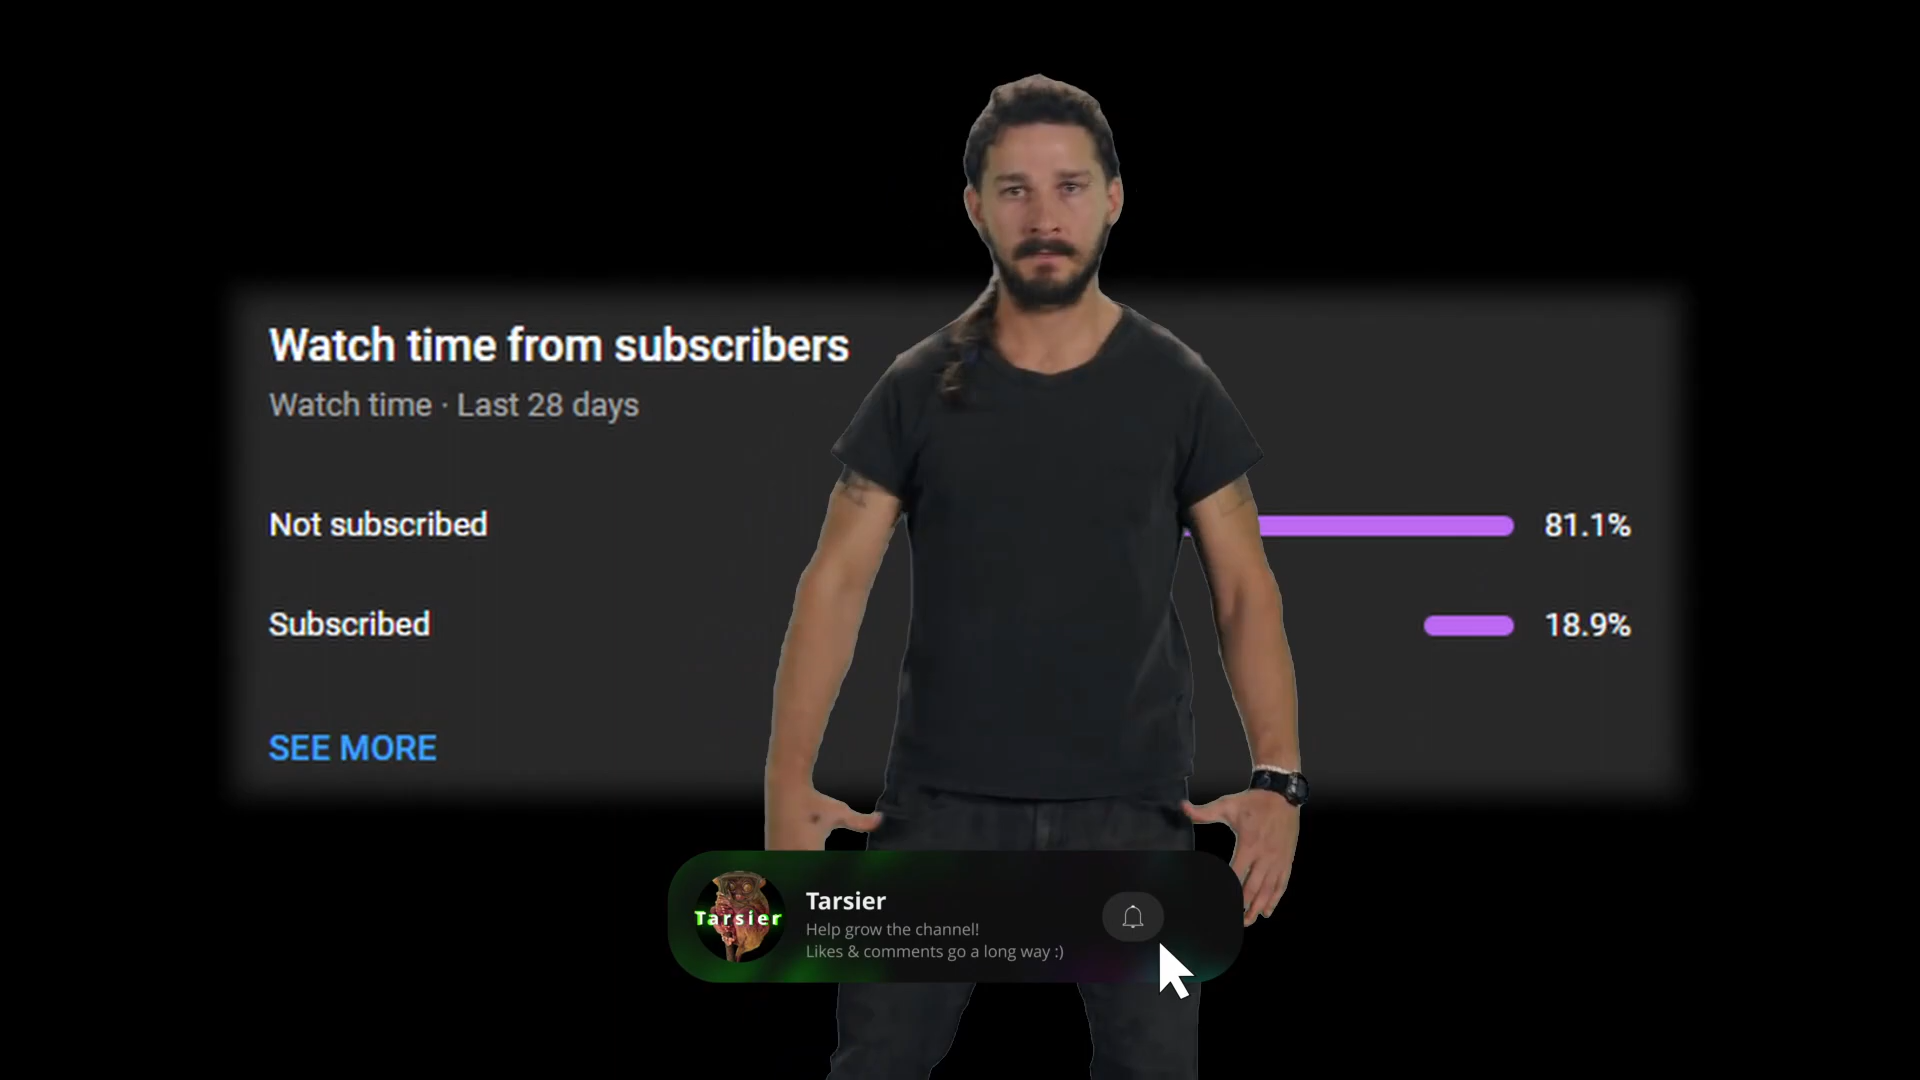 Watch time from subscribers
Watch time · Last 28 days
Not subscribed 81.1%
Subscribed 18.9%
SEE MORE
Tarsier
Tarsier
Help grow the channel!
Likes & comments go a long way :)